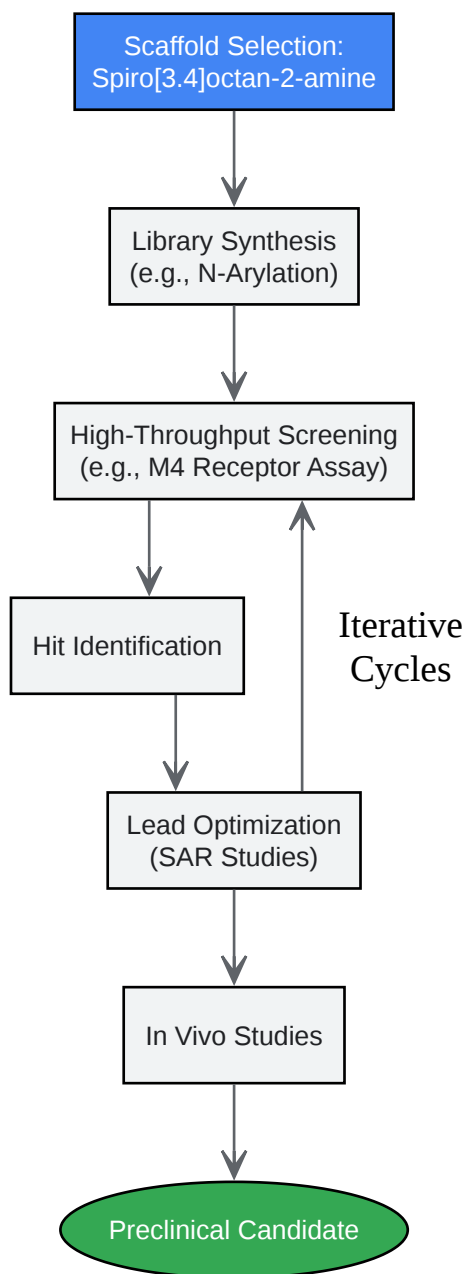 Scaffold Selection:
Spiro[3.4]octan-2-amine
Library Synthesis
(e.g., N-Arylation)
High-Throughput Screening
(e.g., M4 Receptor Assay)
Hit Identification
Iterative
Cycles
Lead Optimization
(SAR Studies)
In Vivo Studies
Preclinical Candidate